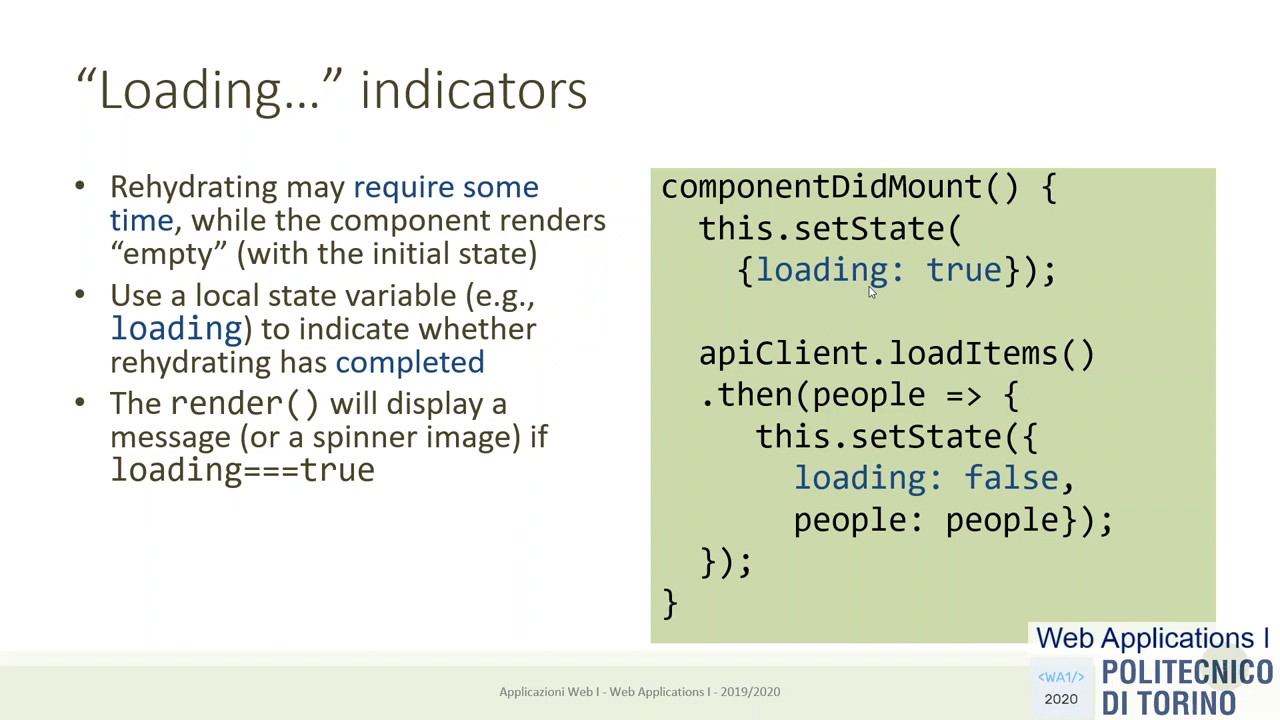 “Loading...” indicators
• Rehydrating may require some
time, while the component renders
“empty” (with the initial state)
• Use a local state variable (e.g.,
loading) to indicate whether
rehydrating has completed
• The render() will display a
message (or a spinner image) if
loading===true
componentDidMount() {
this.setState(
{loading: true});
apiClient.loadItems()
.then(people => {
this.setState({
loading: false,
people: people});
});
}
Applicazioni Web I - Web Applications I - 2019/2020
Web Applications I
<WA1/>
2020
POLITECNICO
DI TORINO